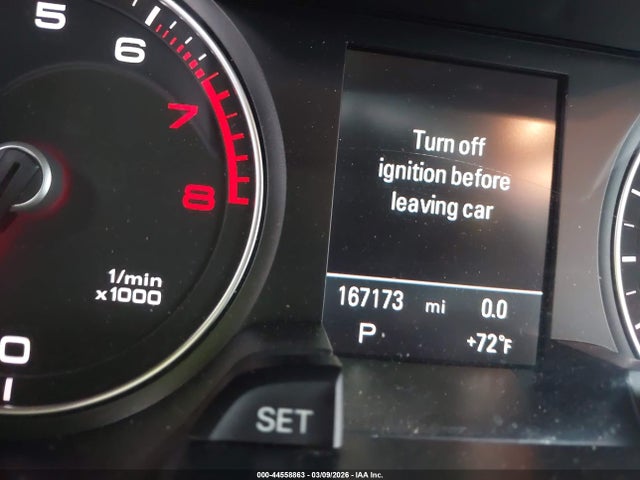 5
6
7
8
1/min
x1000
0
Turn off
ignition before
leaving car
167173 mi 0.0
P +72°F
SET
000-44558863 - 03/09/2026 - IAA Inc.